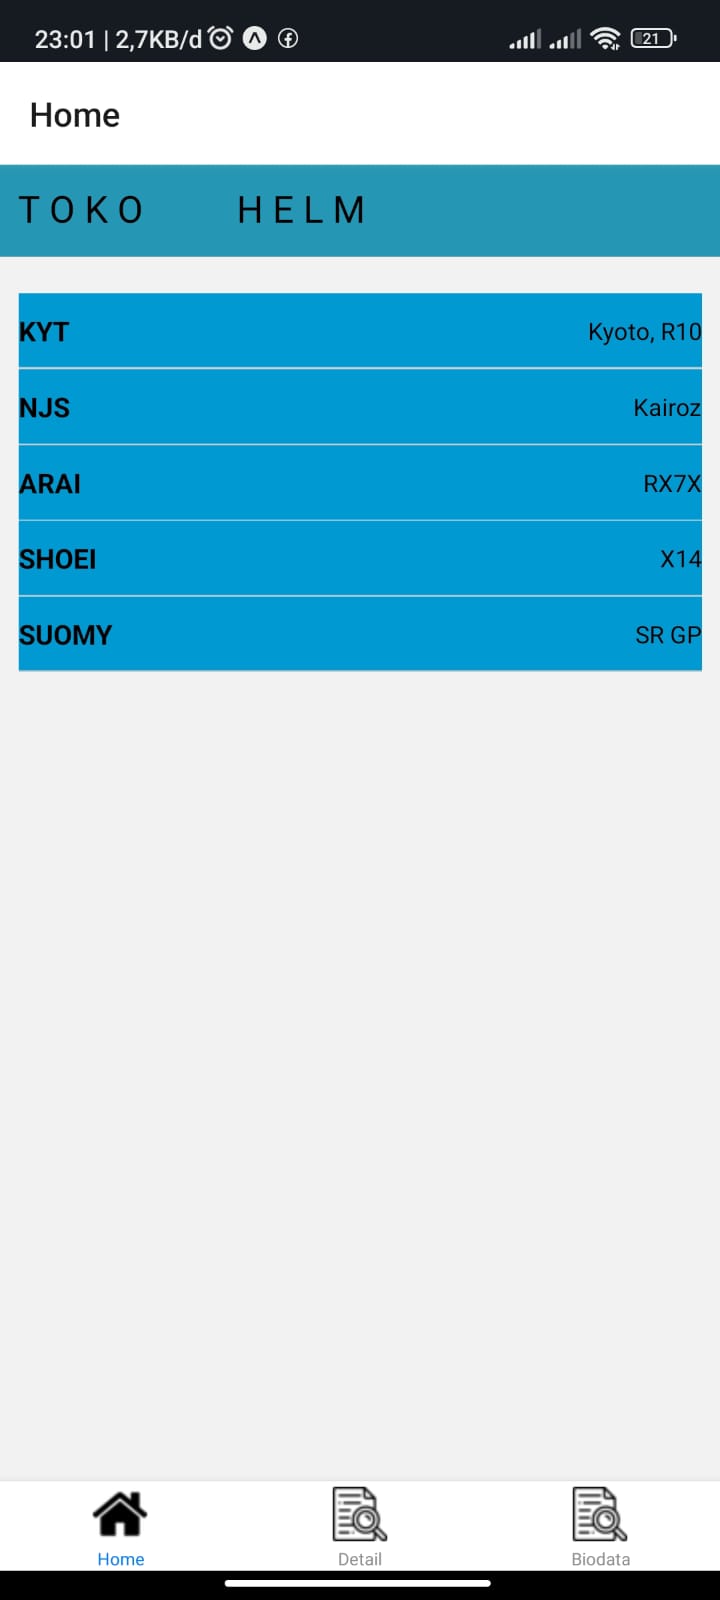 23:01 | 2,7KB/d 21
Home
TOKO HELM
KYT Kyoto, R10
NJS Kairoz
ARAI RX7X
SHOEI X14
SUOMY SR GP
Home Detail Biodata